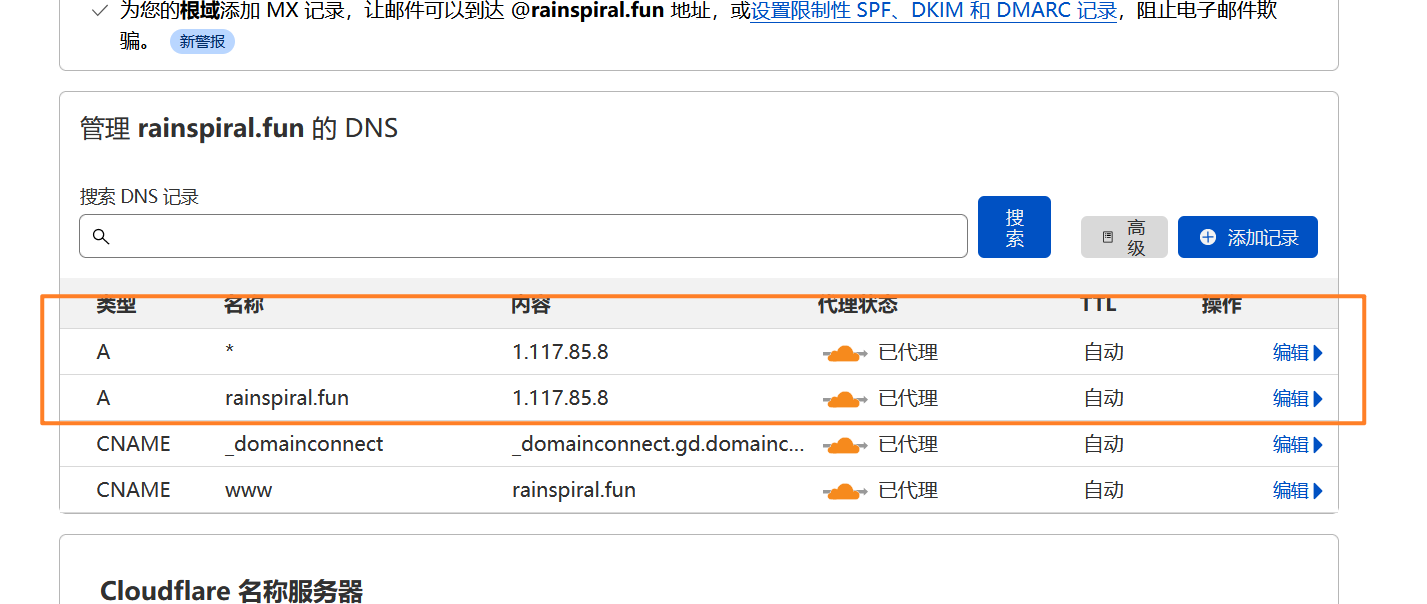 为您的根域添加 MX 记录，让邮件可以到达 @rainspiral.fun 地址，或设置限制性 SPF、DKIM 和 DMARC 记录，阻止电子邮件欺
骗。 新警报
管理 rainspiral.fun 的 DNS
搜索 DNS 记录
搜索
高级
添加记录
类型 名称 内容 代理状态 TTL 操作
A * 1.117.85.8 已代理 自动 编辑
A rainspiral.fun 1.117.85.8 已代理 自动 编辑
CNAME _domainconnect _domainconnect.gd.domainc... 已代理 自动 编辑
CNAME www rainspiral.fun 已代理 自动 编辑
Cloudflare 名称服务器